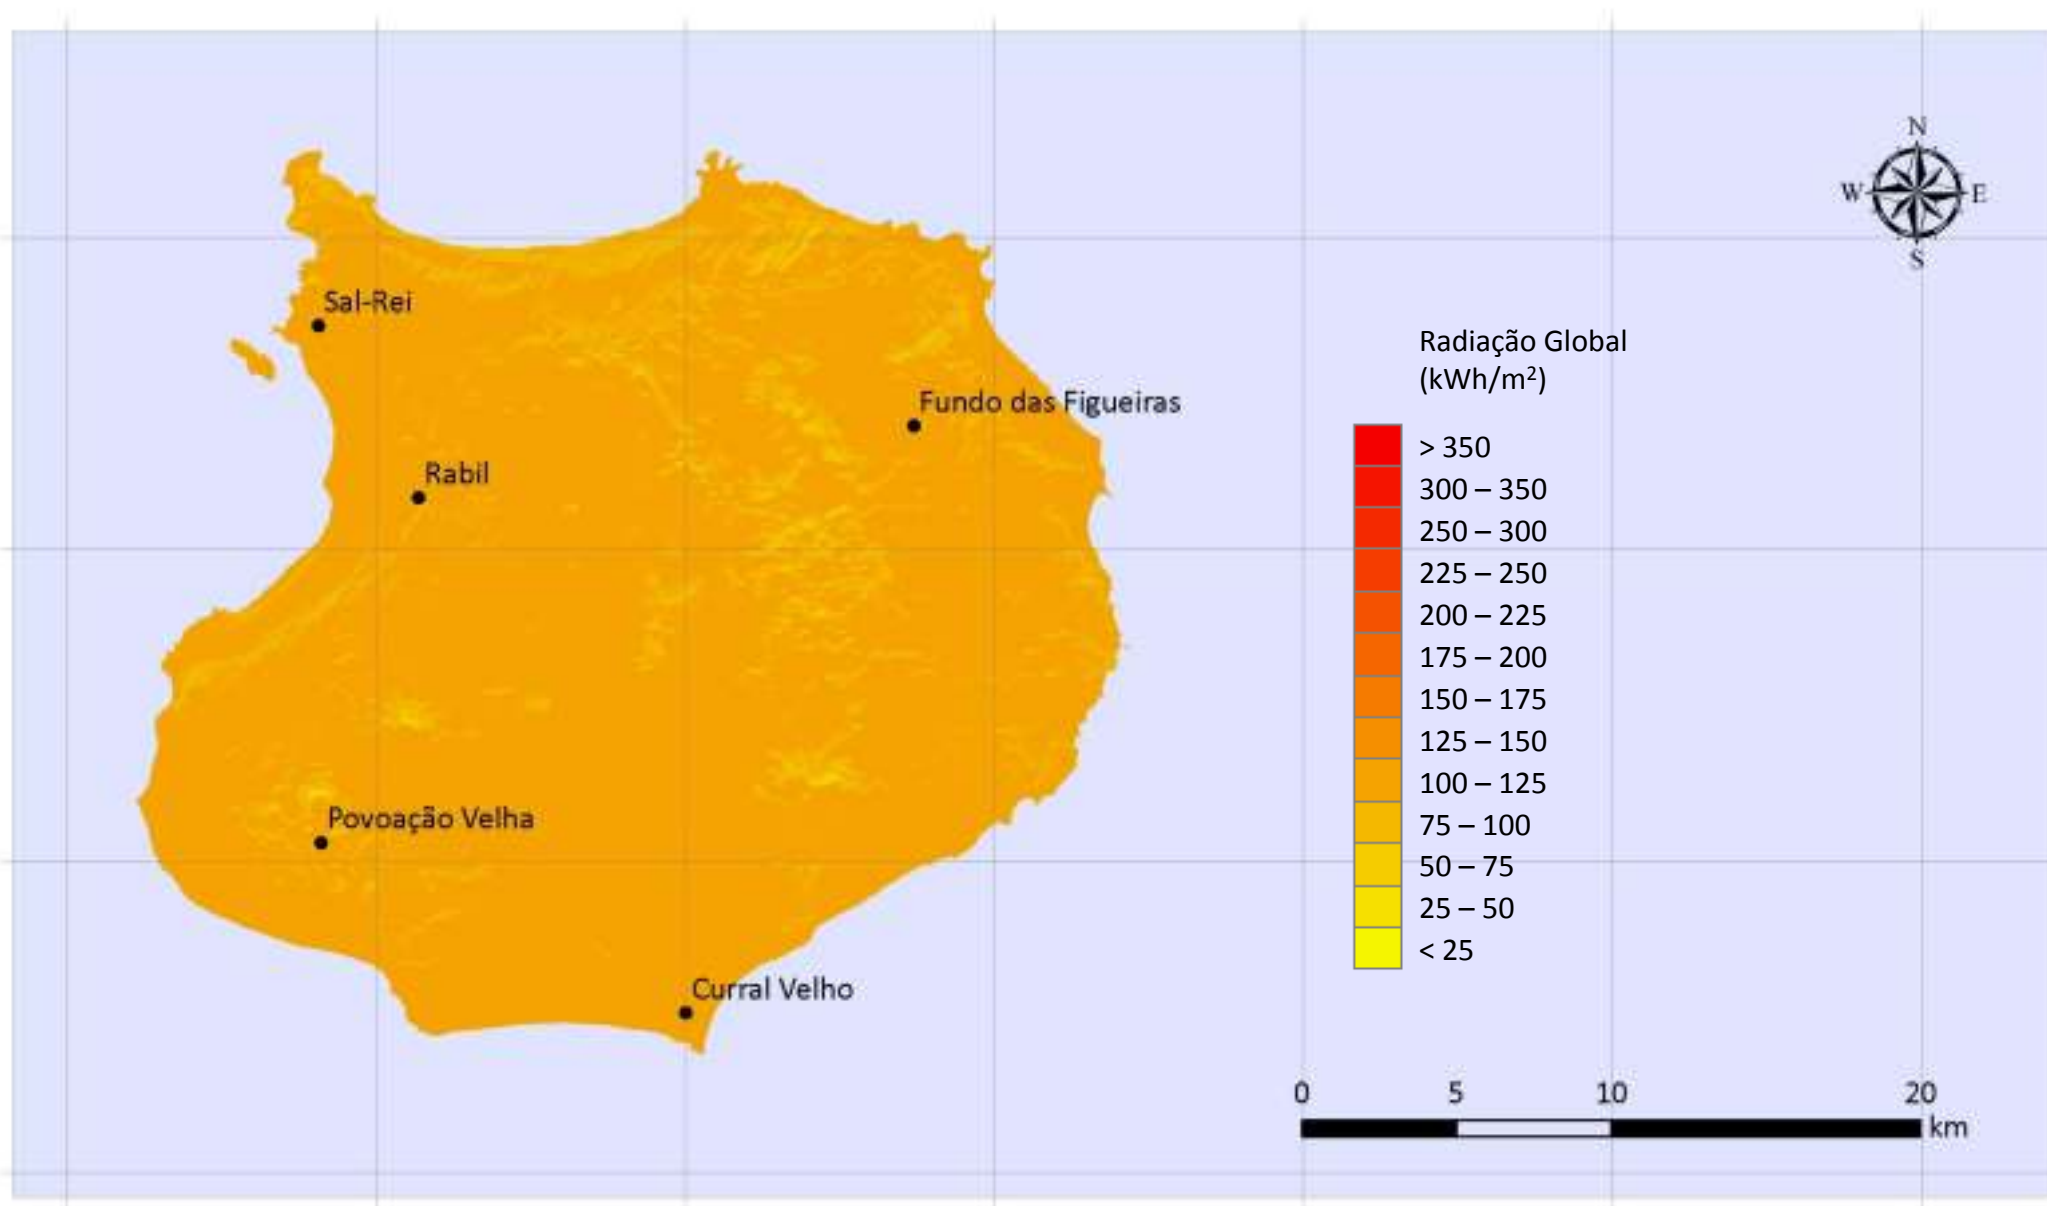 N
W E
S
Sal-Rei
Fundo das Figueiras
Rabil
Povoação Velha
Curral Velho
Radiação Global
(kWh/m²)
> 350
300 – 350
250 – 300
225 – 250
200 – 225
175 – 200
150 – 175
125 – 150
100 – 125
75 – 100
50 – 75
25 – 50
< 25
0 5 10 20
km